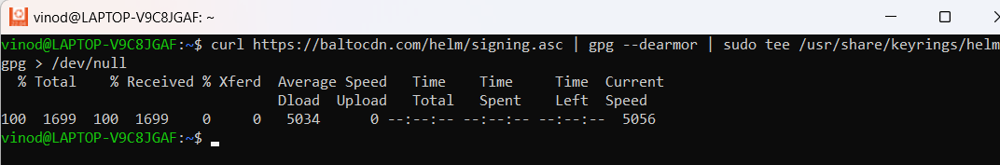 vinod@LAPTOP-V9C8JGAF: ~
vinod@LAPTOP-V9C8JGAF:~$ curl https://baltocdn.com/helm/signing.asc | gpg --dearmor | sudo tee /usr/share/keyrings/helm
gpg > /dev/null
% Total % Received % Xferd Average Speed Time Time Time Current
Dload Upload Total Spent Left Speed
100 1699 100 1699 0 0 5034 0 --:--:-- --:--:-- --:--:-- 5056
vinod@LAPTOP-V9C8JGAF:~$